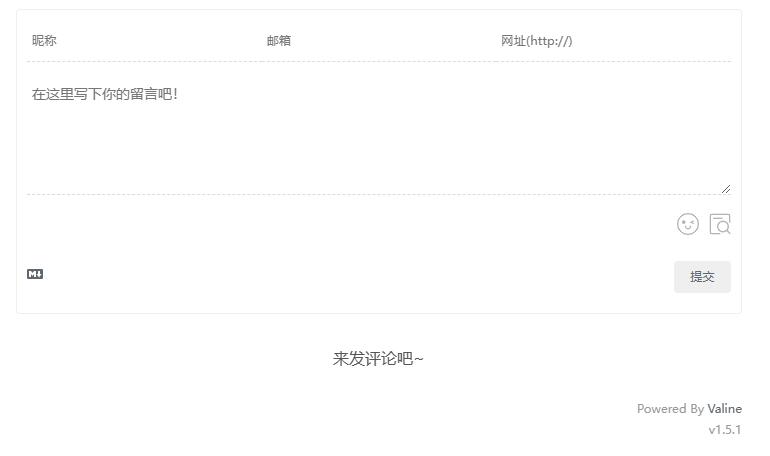 昵称 邮箱 网址(http://)
在这里写下你的留言吧!
M↓ 提交
来发评论吧~
Powered By Valine
v1.5.1